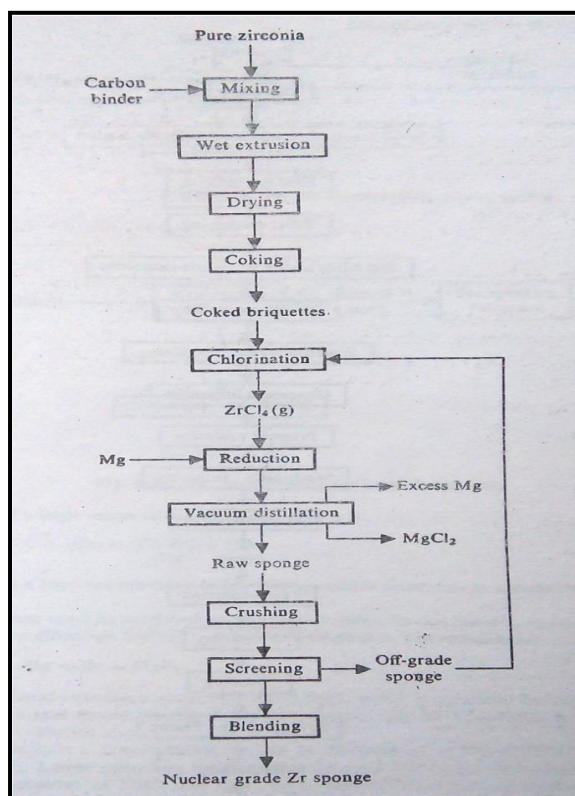 Pure zirconia
Carbon
binder
Mixing
Wet extrusion
Drying
Coking
Coked briquettes
Chlorination
ZrCl₄ (g)
Mg
Reduction
Excess Mg
Vacuum distillation
MgCl₂
Raw sponge
Crushing
Screening
Off-grade
sponge
Blending
Nuclear grade Zr sponge